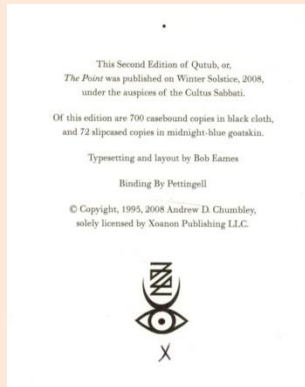 This Second Edition of Qutub, or,
The Point was published on Winter Solstice, 2008,
under the auspices of the Cultus Sabbati.
Of this edition are 700 casebound copies in black cloth,
and 72 slipcased copies in midnight-blue goatskin.
Typesetting and layout by Bob Eames
Binding By Pettingell
© Copyright, 1995, 2008 Andrew D. Chumbley,
solely licensed by Xoanon Publishing LLC.
X